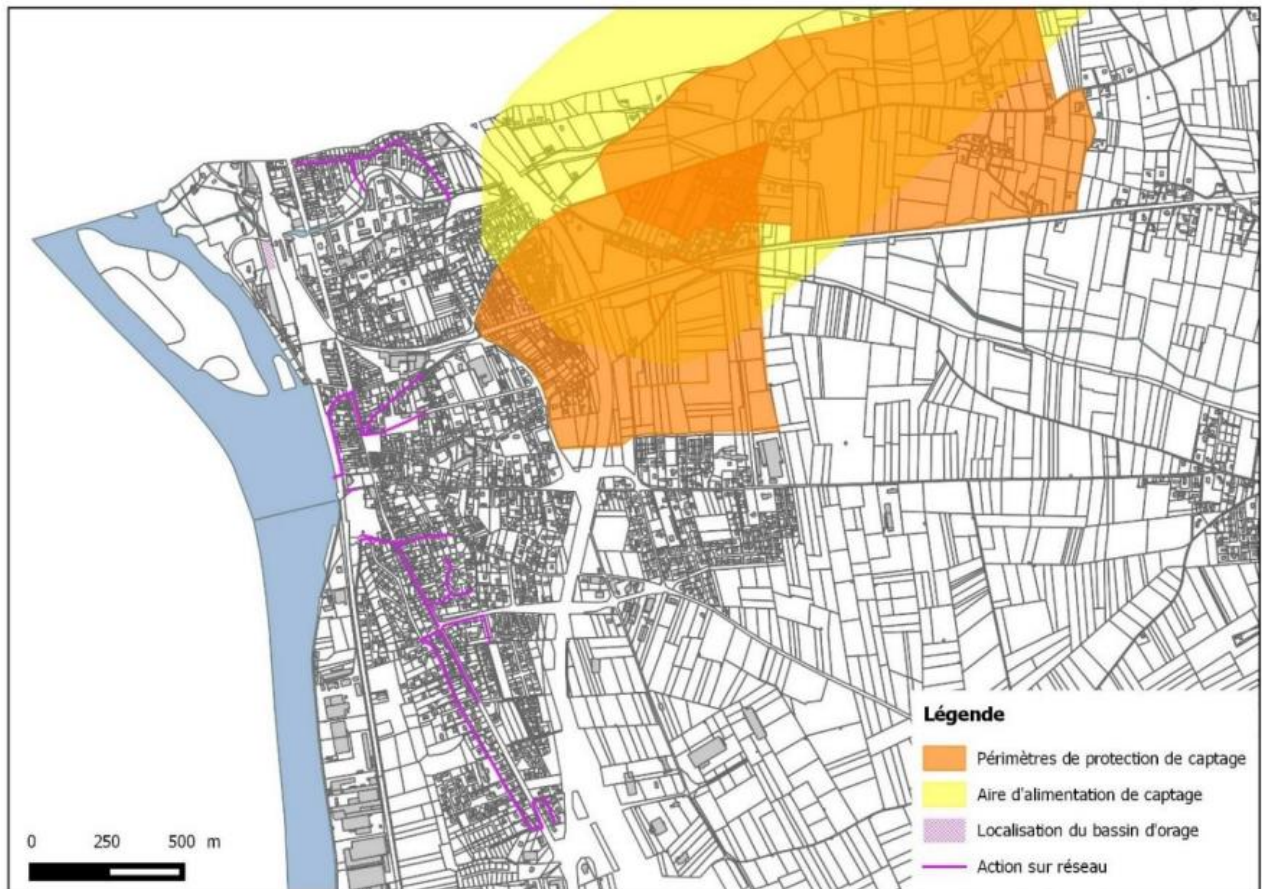 Légende
Périmètres de protection de captage
Aire d'alimentation de captage
Localisation du bassin d'orage
Action sur réseau
0 250 500 m